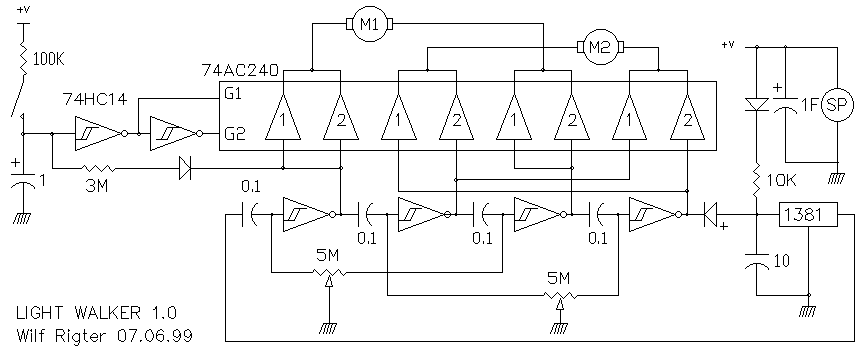 +V
M1
M2
100K
74AC240
+V
74HC14
G1
+
1F
SP
1
2
1
2
1
2
1
2
G2
+
1
3M
10K
0.1
1381
0.1
0.1
0.1
+
5M
10
5M
LIGHT WALKER 1.0
Wilf Rigter 07.06.99